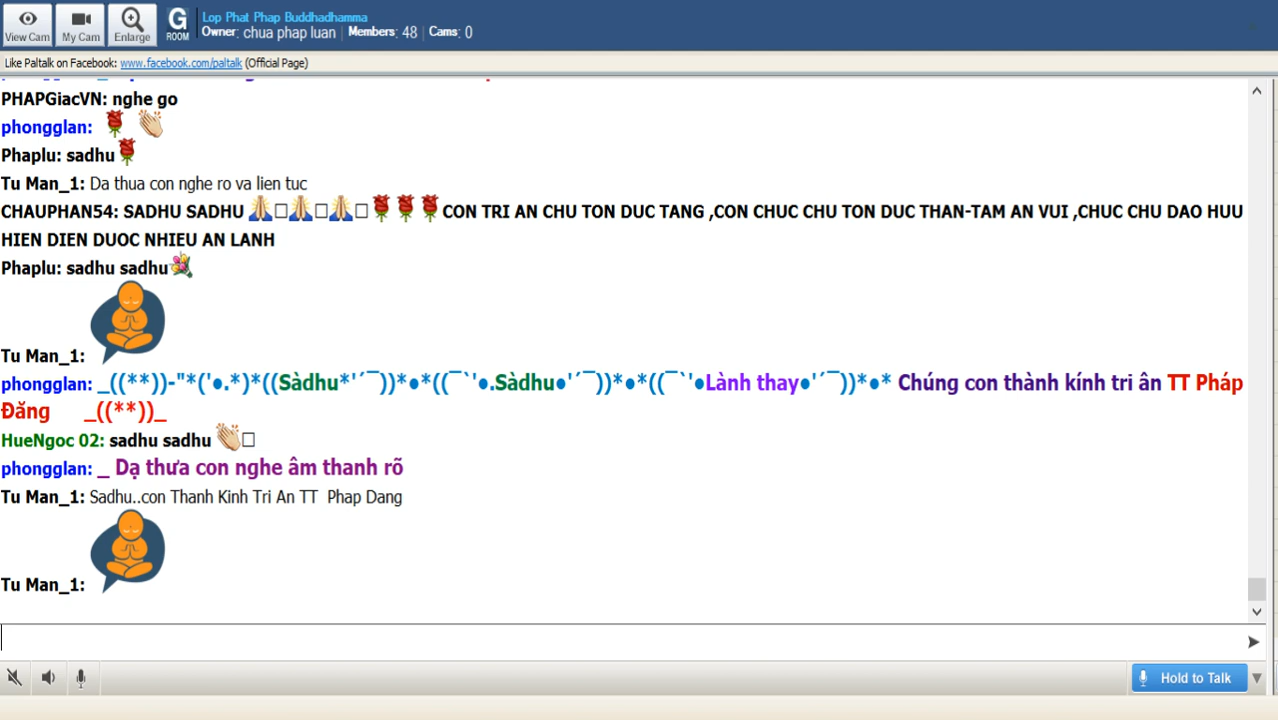 View Cam
My Cam
Enlarge
G
ROOM
Lop Phat Phap Buddhadhamma
Owner: chua phap luan | Members: 48 | Cams: 0
Like Paltalk on Facebook: www.facebook.com/paltalk (Official Page)
PHAPGiacVN: nghe go
phongglan:
Phaplu: sadhu
Tu Man_1: Da thua con nghe ro va lien tuc
CHAUPHAN54: SADHU SADHU CON TRI AN CHU TON DUC TANG ,CON CHUC CHU TON DUC THAN-TAM AN VUI ,CHUC CHU DAO HUU
HIEN DIEN DUOC NHIEU AN LANH
Phaplu: sadhu sadhu
Tu Man_1:
phongglan: _((**))-"*('●.*)*((Sàdhu*'´¯))*●*((¯`'●.Sàdhu●'´¯))*●*((¯`'●Lành thay●'´¯))*●* Chúng con thành kính tri ân TT Pháp
Đăng _((**))_
HueNgoc 02: sadhu sadhu
phongglan: _ Dạ thưa con nghe âm thanh rõ
Tu Man_1: Sadhu..con Thanh Kinh Tri An TT Phap Dang
Tu Man_1:
Hold to Talk